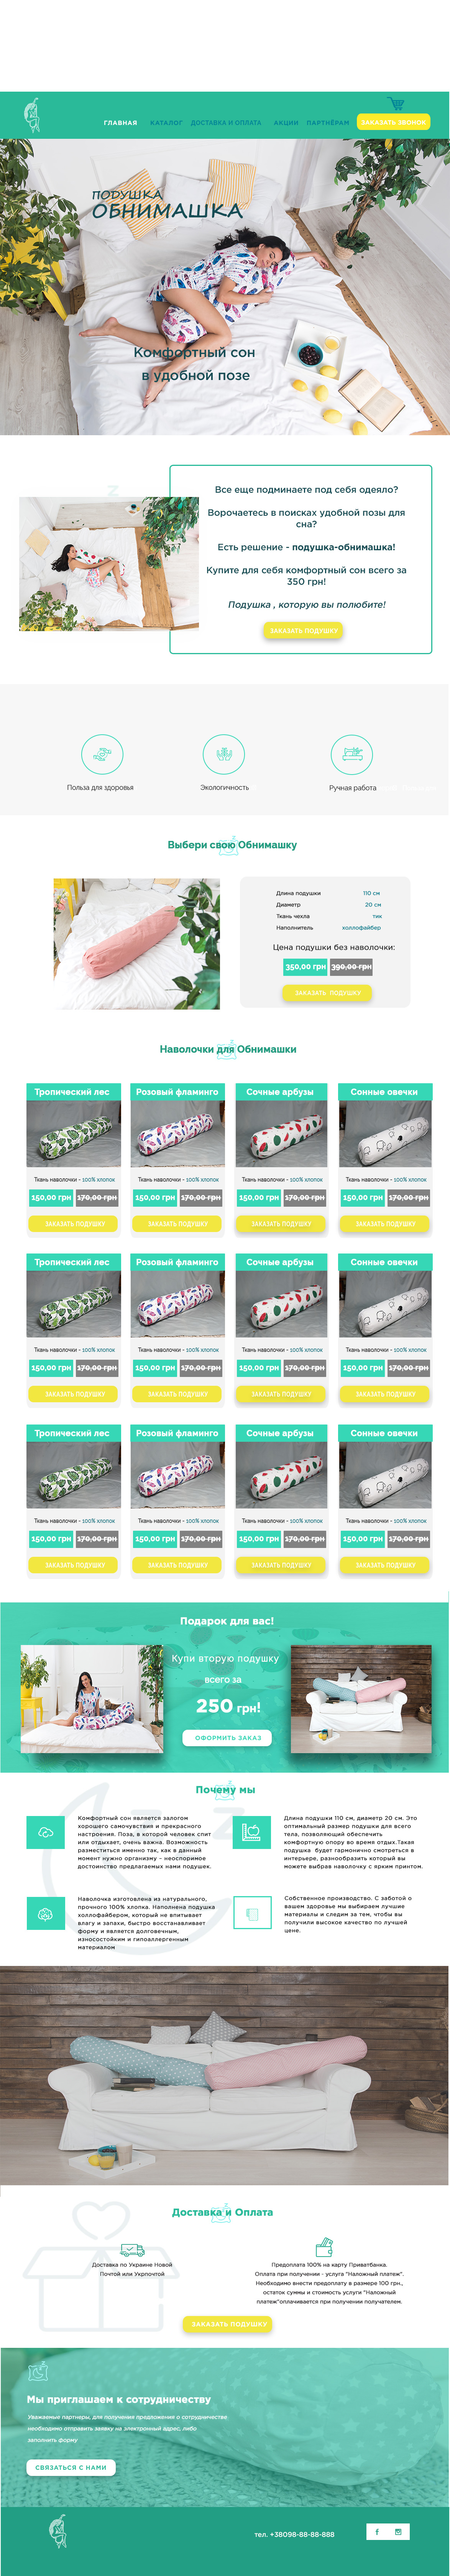 ГЛАВНАЯ КАТАЛОГ ДОСТАВКА И ОПЛАТА АКЦИИ ПАРТНЁРАМ ЗАКАЗАТЬ ЗВОНОК
ПОДУШКА
ОБНИМАШКА
Комфортный сон
в удобной позе
Все еще подминаете под себя одеяло?
Ворочаетесь в поисках удобной позы для
сна?
Есть решение - подушка-обнимашка!
Купите для себя комфортный сон всего за
350 грн!
Подушка , которую вы полюбите!
ЗАКАЗАТЬ ПОДУШКУ
Польза для здоровья
Экологичность
Ручная работа
Выбери свою Обнимашку
Длина подушки 110 см
Диаметр 20 см
Ткань чехла тик
Наполнитель холлофайбер
Цена подушки без наволочки:
350,00 грн 390,00 грн
ЗАКАЗАТЬ ПОДУШКУ
Наволочки для Обнимашки
Тропический лес Розовый фламинго Сочные арбузы Сонные овечки
Ткань наволочки - 100% хлопок Ткань наволочки - 100% хлопок Ткань наволочки - 100% хлопок Ткань наволочки - 100% хлопок
150,00 грн 170,00 грн 150,00 грн 170,00 грн 150,00 грн 170,00 грн 150,00 грн 170,00 грн
ЗАКАЗАТЬ ПОДУШКУ ЗАКАЗАТЬ ПОДУШКУ ЗАКАЗАТЬ ПОДУШКУ ЗАКАЗАТЬ ПОДУШКУ
Тропический лес Розовый фламинго Сочные арбузы Сонные овечки
Ткань наволочки - 100% хлопок Ткань наволочки - 100% хлопок Ткань наволочки - 100% хлопок Ткань наволочки - 100% хлопок
150,00 грн 170,00 грн 150,00 грн 170,00 грн 150,00 грн 170,00 грн 150,00 грн 170,00 грн
ЗАКАЗАТЬ ПОДУШКУ ЗАКАЗАТЬ ПОДУШКУ ЗАКАЗАТЬ ПОДУШКУ ЗАКАЗАТЬ ПОДУШКУ
Тропический лес Розовый фламинго Сочные арбузы Сонные овечки
Ткань наволочки - 100% хлопок Ткань наволочки - 100% хлопок Ткань наволочки - 100% хлопок Ткань наволочки - 100% хлопок
150,00 грн 170,00 грн 150,00 грн 170,00 грн 150,00 грн 170,00 грн 150,00 грн 170,00 грн
ЗАКАЗАТЬ ПОДУШКУ ЗАКАЗАТЬ ПОДУШКУ ЗАКАЗАТЬ ПОДУШКУ ЗАКАЗАТЬ ПОДУШКУ
Подарок для вас!
Купи вторую подушку
всего за
250 грн!
ОФОРМИТЬ ЗАКАЗ
Почему мы
Комфортный сон является залогом
хорошего самочувствия и прекрасного
настроения. Поза, в которой человек спит
или отдыхает, очень важна. Возможность
разместиться именно так, как в данный
момент нужно организму – неоспоримое
достоинство предлагаемых нами подушек.
Длина подушки 110 см, диаметр 20 см. Это
оптимальный размер подушки для всего
тела, позволяющий обеспечить
комфортную опору во время отдыха.Такая
подушка будет гармонично смотреться в
интерьере, разнообразить который вы
можете выбрав наволочку с ярким принтом.
Наволочка изготовлена из натурального,
прочного 100% хлопка. Наполнена подушка
холлофайбером, который не впитывает
влагу и запахи, быстро восстанавливает
форму и является долговечным,
износостойким и гипоаллергенным
материалом
Собственное производство. С заботой о
вашем здоровье мы выбираем лучшие
материалы и следим за тем, чтобы вы
получили высокое качество по лучшей
цене.
Доставка и Оплата
Доставка по Украине Новой
Почтой или Укрпочтой
Предоплата 100% на карту Приватбанка.
Оплата при получении - услуга "Наложный платеж".
Необходимо внести предоплату в размере 100 грн.,
остаток суммы и стоимость услуги "Наложный
платеж"оплачивается при получении получателем.
ЗАКАЗАТЬ ПОДУШКУ
Мы приглашаем к сотрудничеству
Уважаемые партнеры, для получения предложения о сотрудничестве
необходимо отправить заявку на электронный адрес, либо
заполнить форму
СВЯЗАТЬСЯ С НАМИ
тел. +38098-88-88-888